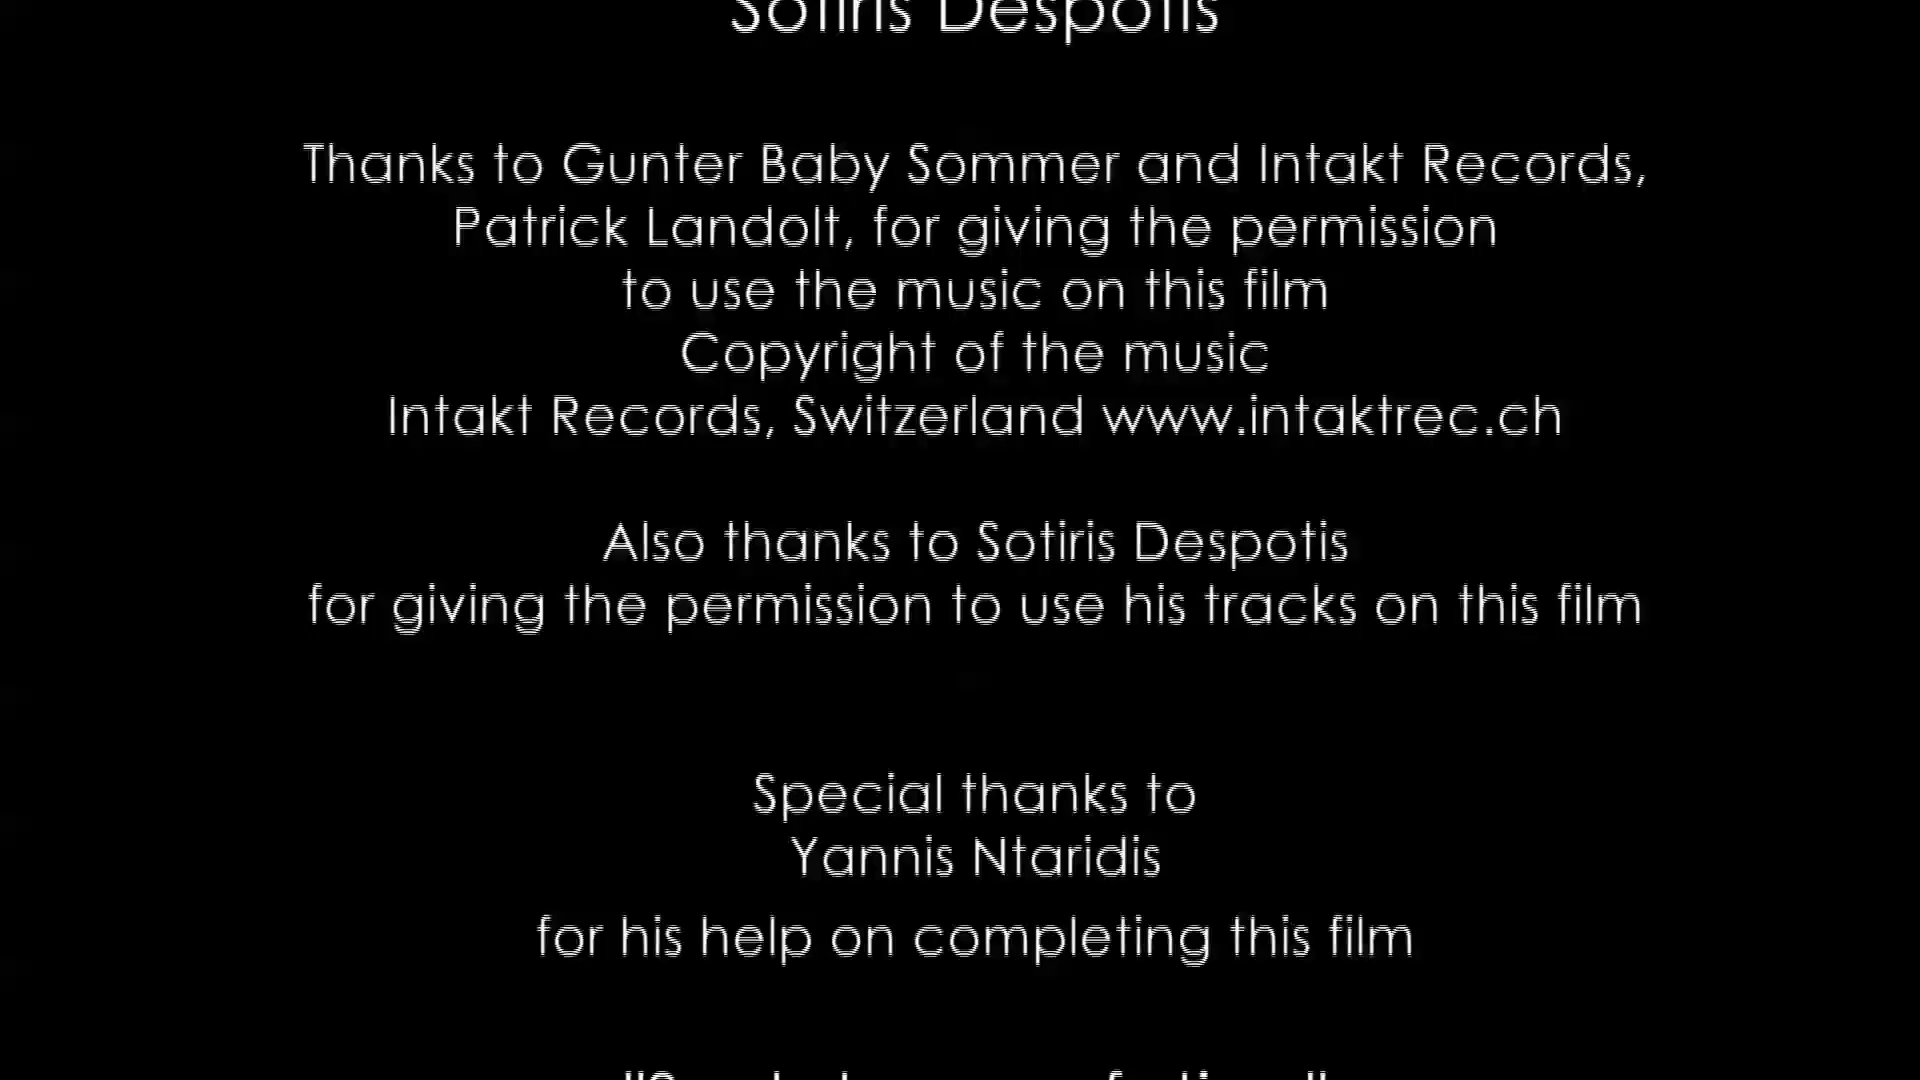 Sotiris Despotis
Thanks to Gunter Baby Sommer and Intakt Records,
Patrick Landolt, for giving the permission
to use the music on this film
Copyright of the music
Intakt Records, Switzerland www.intaktrec.ch
Also thanks to Sotiris Despotis
for giving the permission to use his tracks on this film
Special thanks to
Yannis Ntaridis
for his help on completing this film